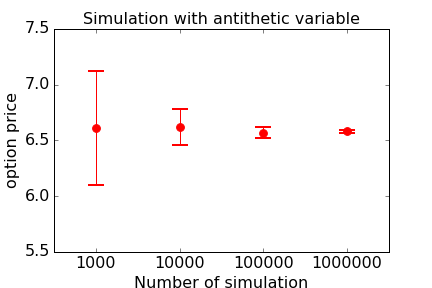 Simulation with antithetic variable
7.5
7.0
6.5
6.0
5.5
option price
1000 10000 100000 1000000
Number of simulation